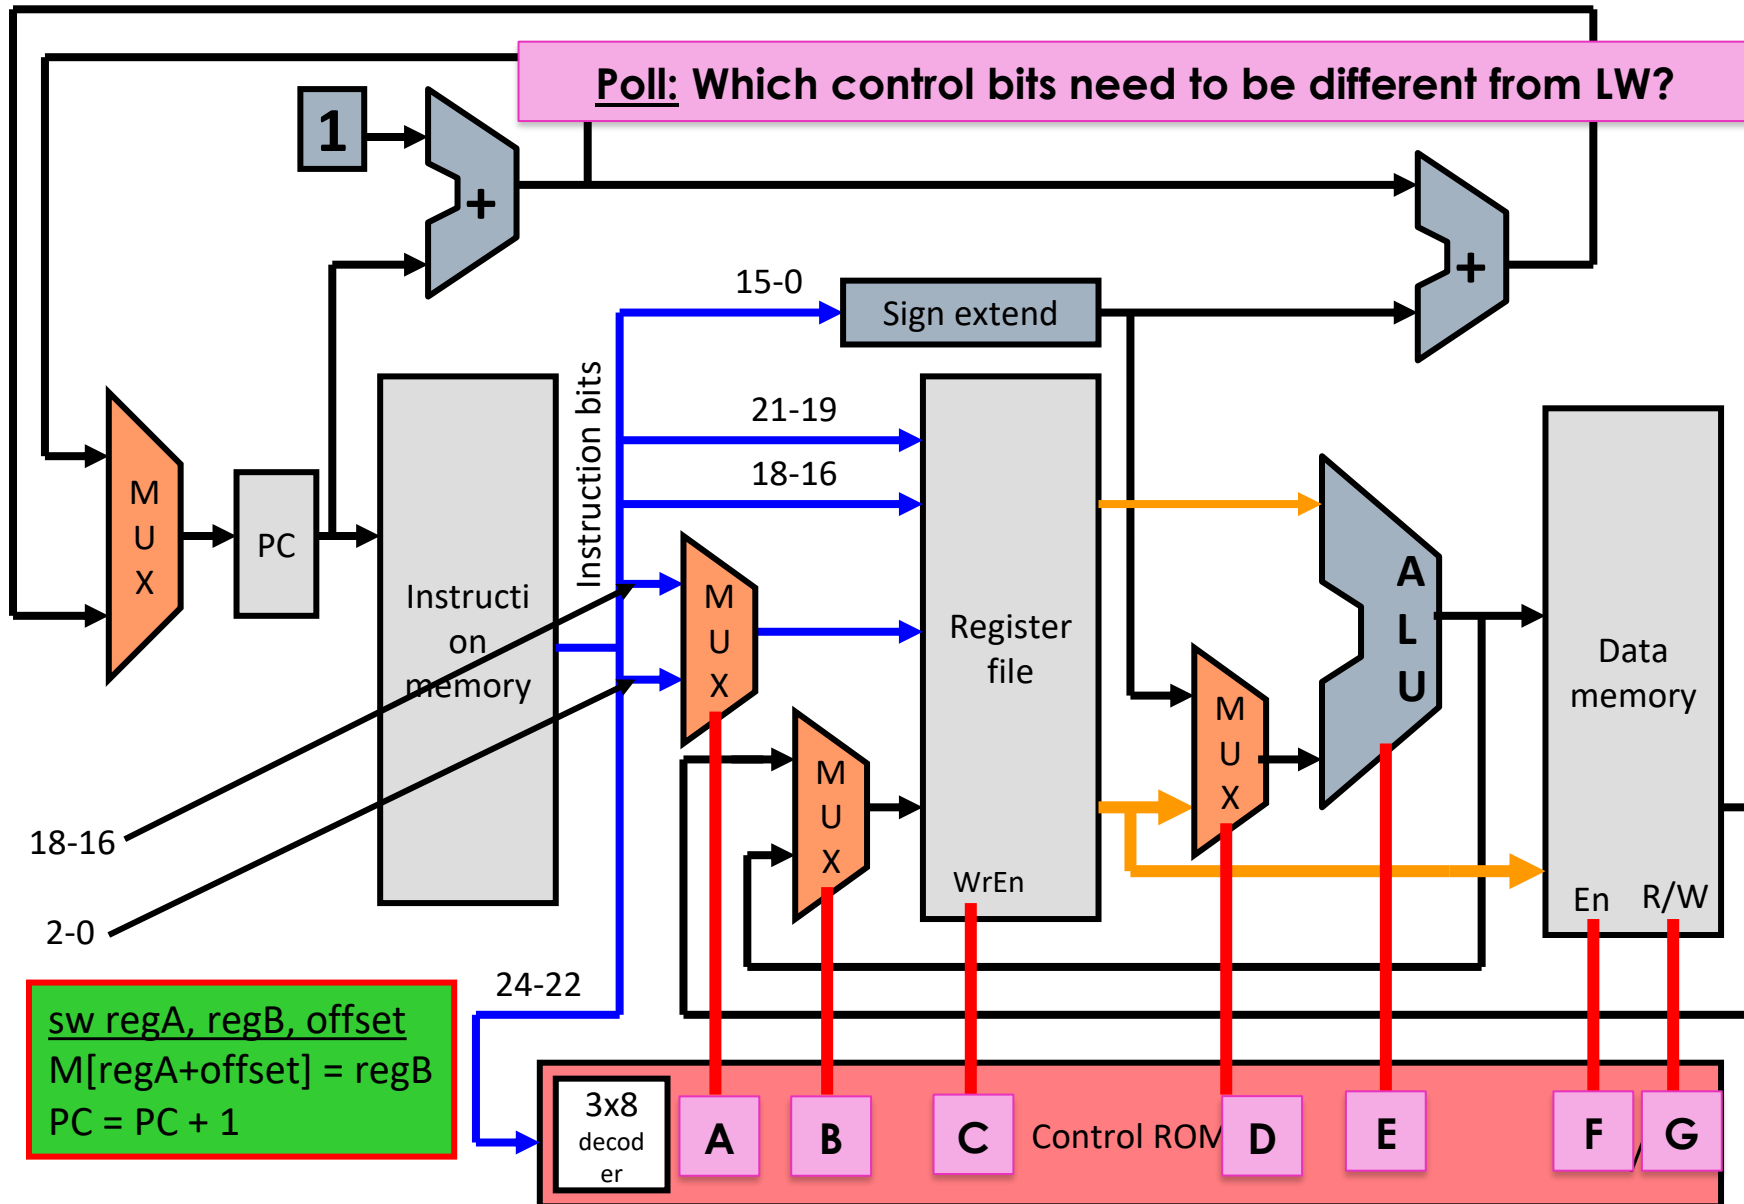 Poll: Which control bits need to be different from LW?
1
+
+
15-0
Sign extend
Instruction bits
21-19
18-16
M
U
X
PC
Instructi
on
memory
M
U
X
Register
file
WrEn
M
U
X
M
U
X
A
L
U
Data
memory
En
R/W
18-16
2-0
24-22
sw regA, regB, offset
M[regA+offset] = regB
PC = PC + 1
3x8
decod
er
A
B
C
Control ROM
D
E
F
G